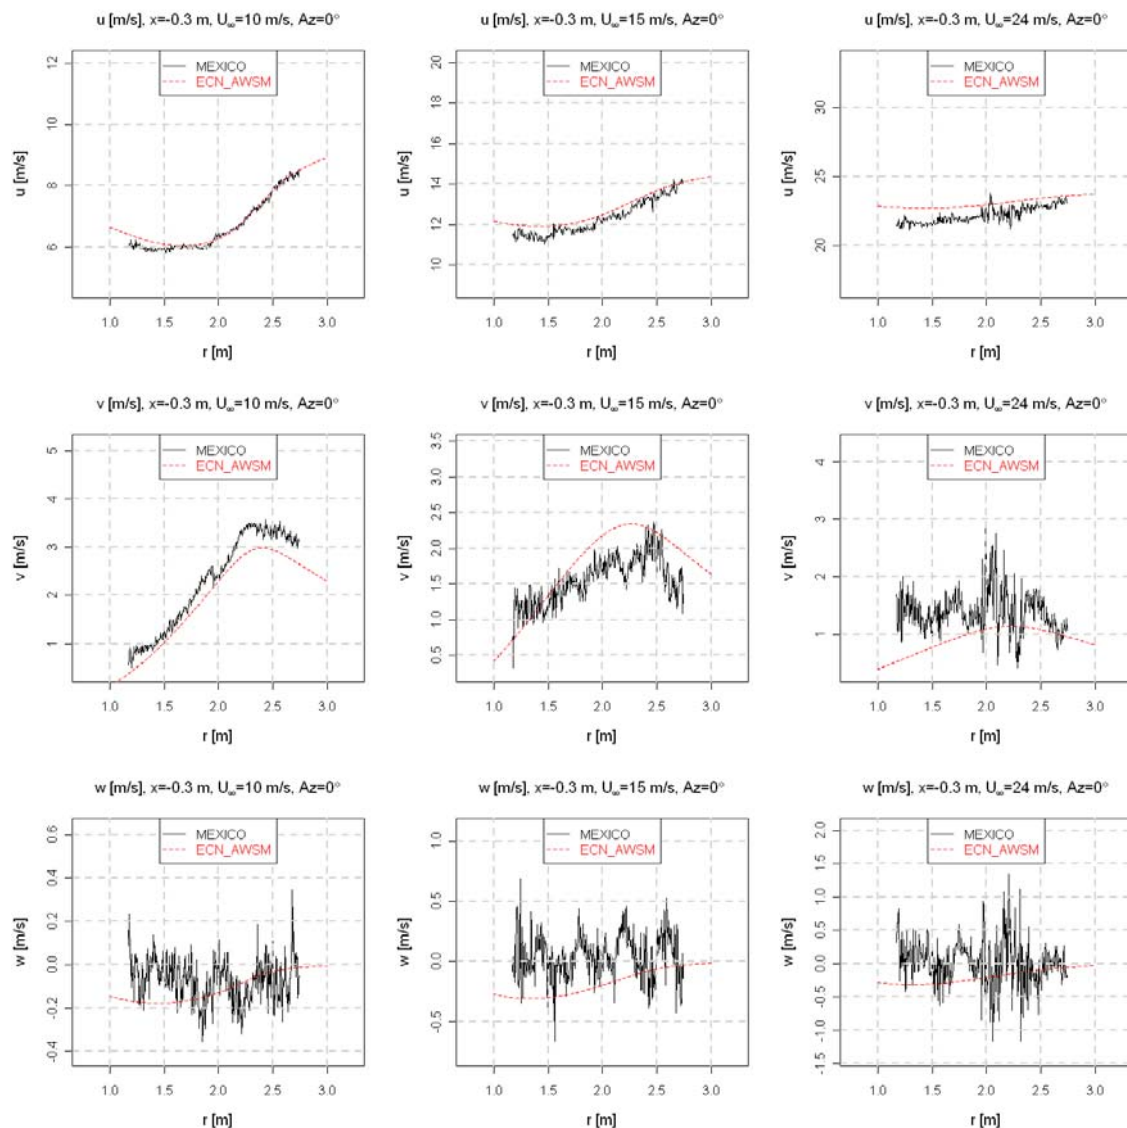 u [m/s], x=-0.3 m, U∞=10 m/s, Az=0°
MEXICO
ECN_AWSM
u [m/s]
12
10
8
6
1.0 1.5 2.0 2.5 3.0
r [m]
u [m/s], x=-0.3 m, U∞=15 m/s, Az=0°
MEXICO
ECN_AWSM
u [m/s]
20
18
16
14
12
10
1.0 1.5 2.0 2.5 3.0
r [m]
u [m/s], x=-0.3 m, U∞=24 m/s, Az=0°
MEXICO
ECN_AWSM
u [m/s]
30
25
20
1.0 1.5 2.0 2.5 3.0
r [m]
v [m/s], x=-0.3 m, U∞=10 m/s, Az=0°
MEXICO
ECN_AWSM
v [m/s]
5
4
3
2
1
1.0 1.5 2.0 2.5 3.0
r [m]
v [m/s], x=-0.3 m, U∞=15 m/s, Az=0°
MEXICO
ECN_AWSM
v [m/s]
3.5
3.0
2.5
2.0
1.5
1.0
0.5
1.0 1.5 2.0 2.5 3.0
r [m]
v [m/s], x=-0.3 m, U∞=24 m/s, Az=0°
MEXICO
ECN_AWSM
v [m/s]
4
3
2
1
1.0 1.5 2.0 2.5 3.0
r [m]
w [m/s], x=-0.3 m, U∞=10 m/s, Az=0°
MEXICO
ECN_AWSM
w [m/s]
0.6
0.4
0.2
0.0
-0.2
-0.4
1.0 1.5 2.0 2.5 3.0
r [m]
w [m/s], x=-0.3 m, U∞=15 m/s, Az=0°
MEXICO
ECN_AWSM
w [m/s]
1.0
0.5
0.0
-0.5
1.0 1.5 2.0 2.5 3.0
r [m]
w [m/s], x=-0.3 m, U∞=24 m/s, Az=0°
MEXICO
ECN_AWSM
w [m/s]
2.0
1.5
1.0
0.5
0.0
-0.5
-1.0
-1.5
1.0 1.5 2.0 2.5 3.0
r [m]